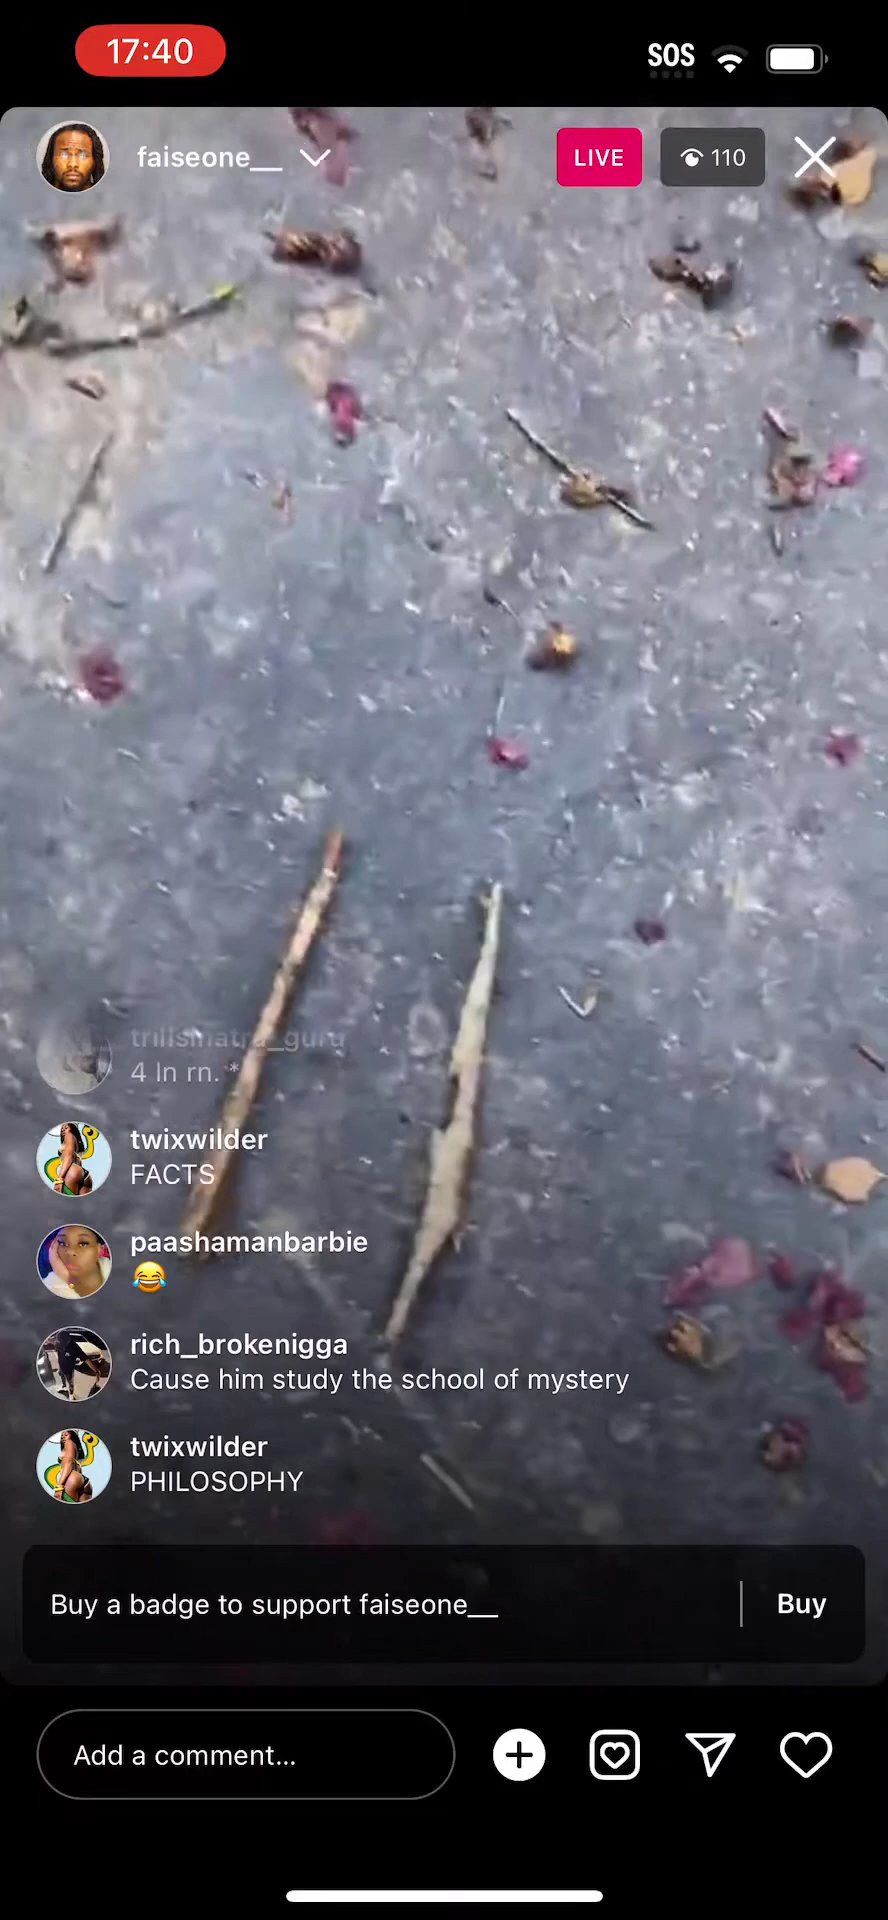 17:40
SOS
faiseone__
LIVE
110
trillsinatra_guru
4 In rn. *
twixwilder
FACTS
paashamanbarbie
😂
rich_brokenigga
Cause him study the school of mystery
twixwilder
PHILOSOPHY
Buy a badge to support faiseone__
Buy
Add a comment...